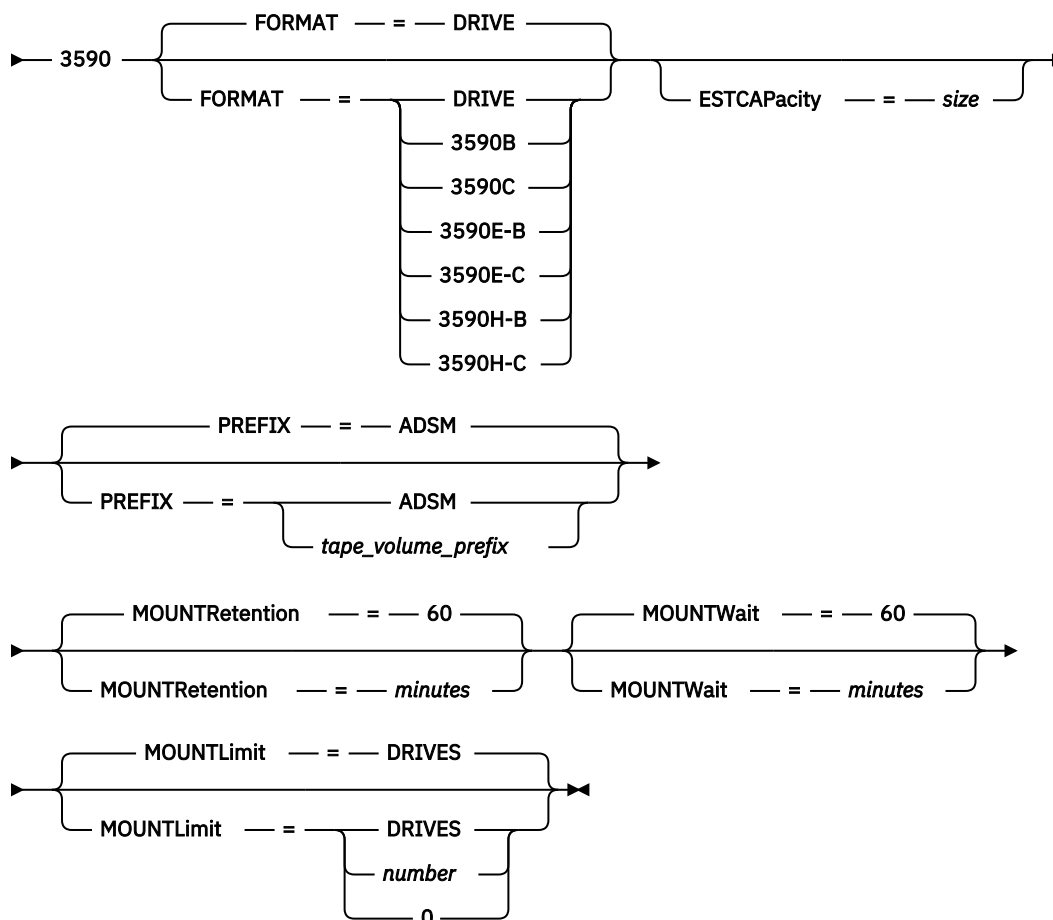 FORMAT = DRIVE
3590
FORMAT = DRIVE
ESTCAPacity = size
3590B
3590C
3590E-B
3590E-C
3590H-B
3590H-C
PREFIX = ADSM
PREFIX = ADSM
tape_volume_prefix
MOUNTRetention = 60 MOUNTWait = 60
MOUNTRetention = minutes MOUNTWait = minutes
MOUNTLimit = DRIVES
MOUNTLimit = DRIVES
number
0